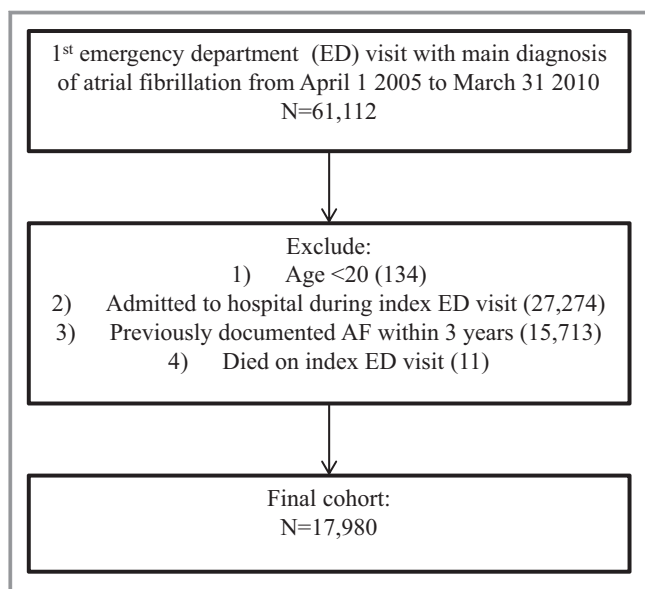 1st emergency department (ED) visit with main diagnosis
of atrial fibrillation from April 1 2005 to March 31 2010
N=61,112
Exclude:
1) Age <20 (134)
2) Admitted to hospital during index ED visit (27,274)
3) Previously documented AF within 3 years (15,713)
4) Died on index ED visit (11)
Final cohort:
N=17,980